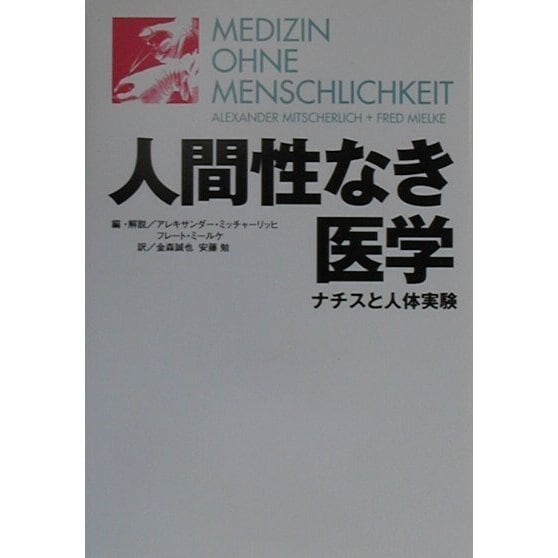 MEDIZIN
OHNE
MENSCHLICHKEIT
ALEXANDER MITSCHERLICH + FRED MIELKE
人間性なき
編・解説／アレキサンダー・ミッチャーリッヒ
フレート・ミールケ
訳／金森誠也 安藤 勉
医学
ナチスと人体実験